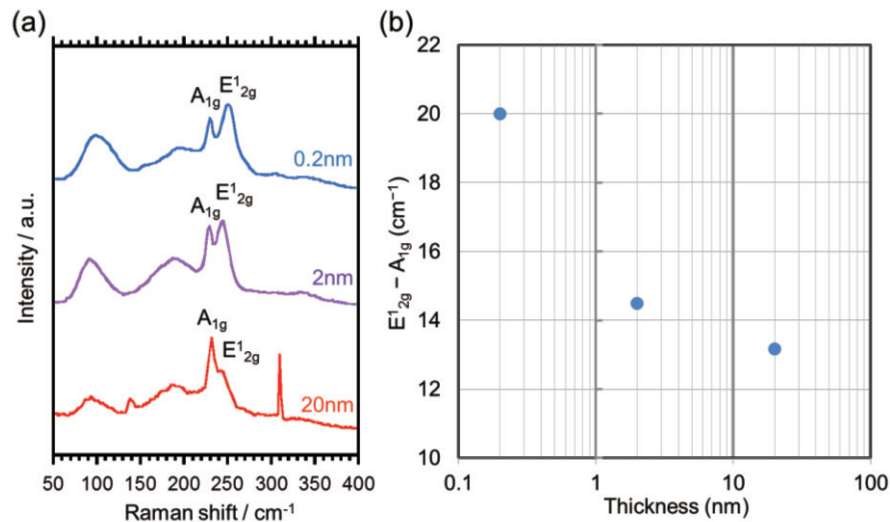 (a)
A₁g E¹₂g
0.2nm
A₁g E¹₂g
2nm
A₁g E¹₂g
20nm
Intensity / a.u.
50 100 150 200 250 300 350 400
Raman shift / cm⁻¹
(b)
22
20
18
16
14
12
10
E¹₂g − A₁g (cm⁻¹)
0.1 1 10 100
Thickness (nm)